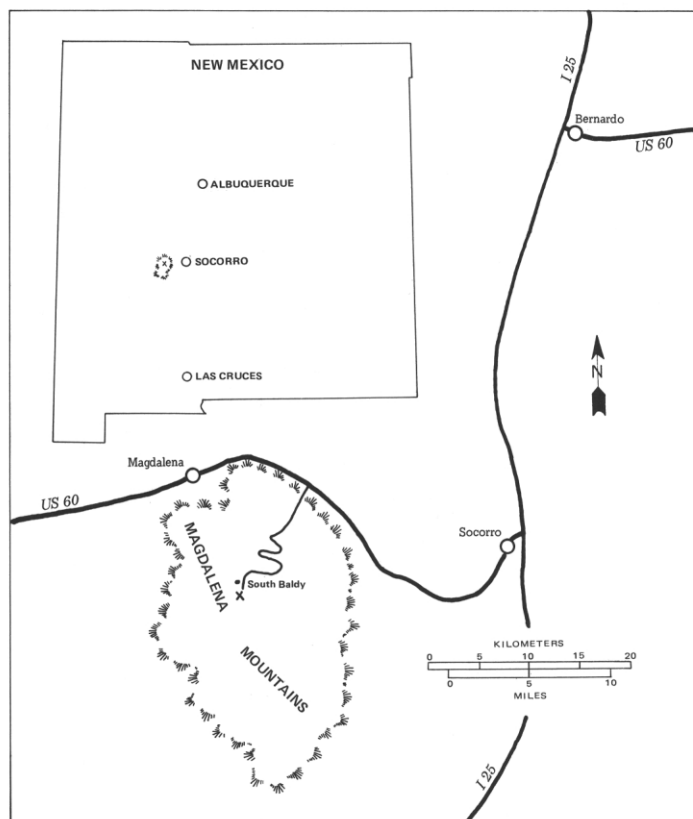 NEW MEXICO
ALBUQUERQUE
SOCORRO
LAS CRUCES
I 25
Bernardo
US 60
N
Magdalena
US 60
Socorro
MAGDALENA
MOUNTAINS
South Baldy
KILOMETERS
0 5 10 15 20
0 5 10
MILES
I 25